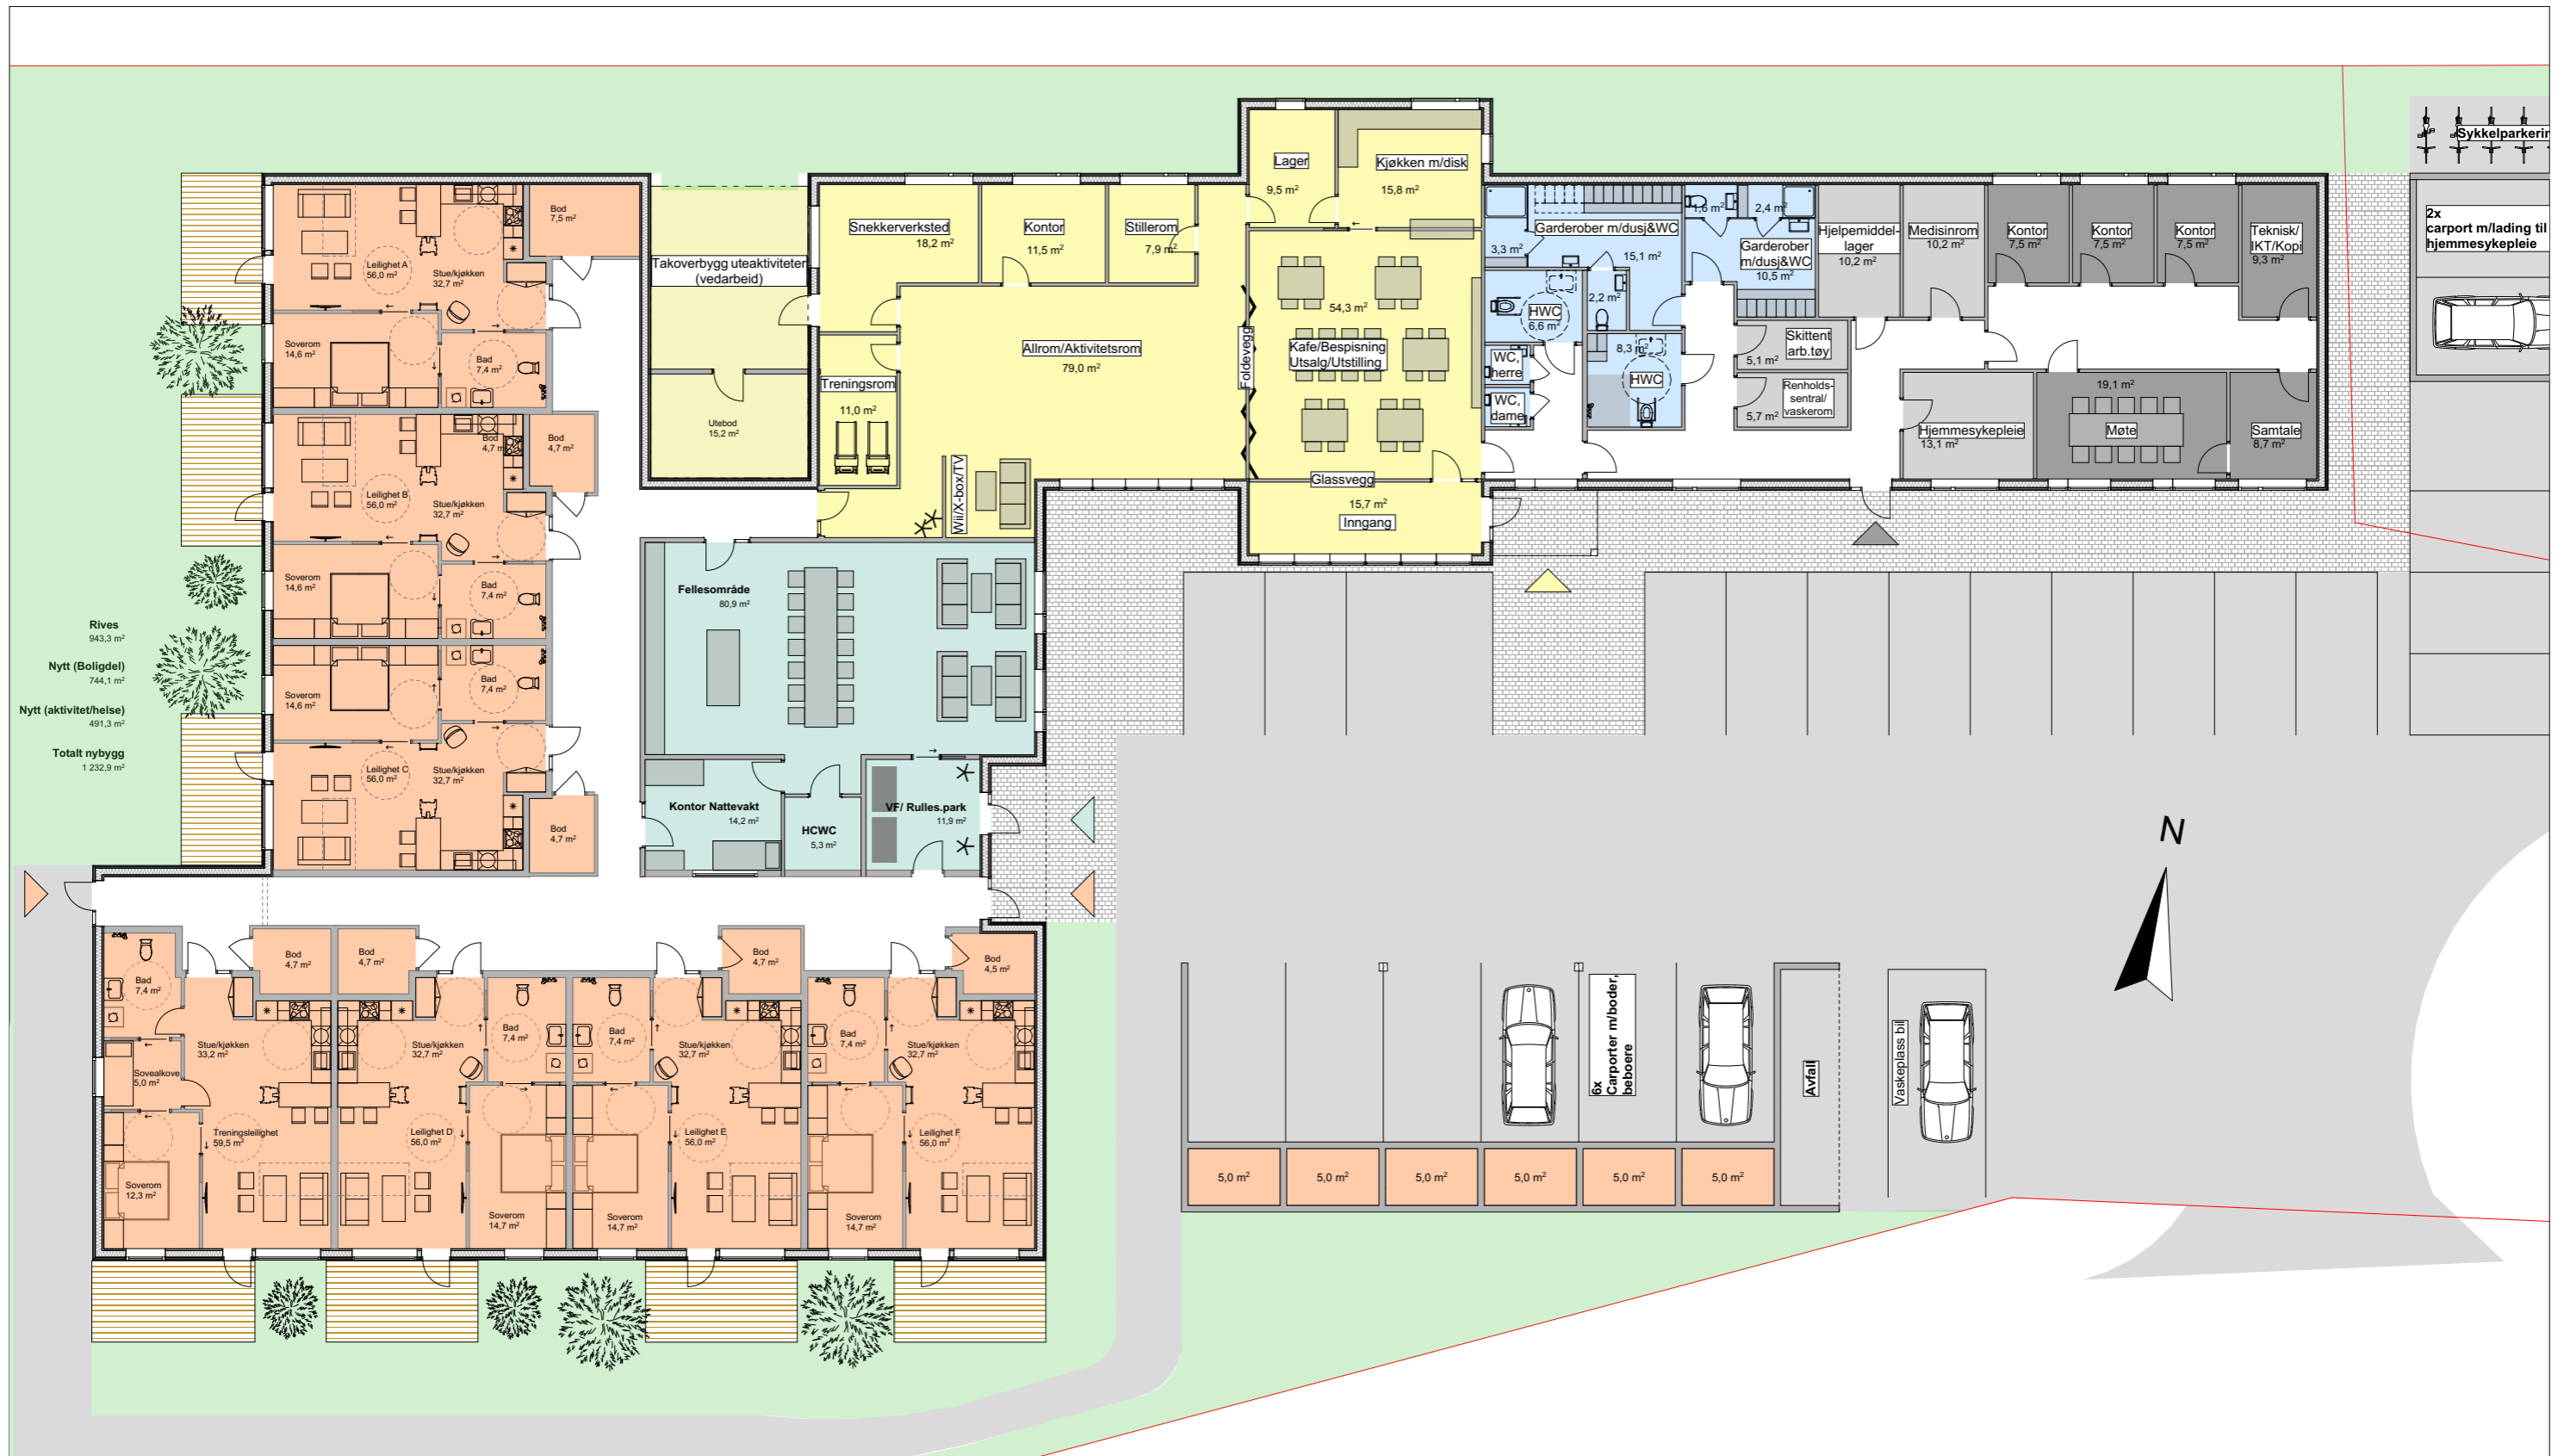 Sykkelparkerin
2x
carport m/lading til
hjemmesykepleie
Lager
9,5 m²
Kjøkken m/disk
15,8 m²
Bod
7,5 m²
Leilighet A
56,0 m²
Stue/kjøkken
32,7 m²
Soverom
14,6 m²
Bad
7,4 m²
Takoverbygg uteaktiviteter
(vedarbeid)
Utebod
15,2 m²
Snekkerverksted
18,2 m²
Kontor
11,5 m²
Stillerom
7,9 m²
Allrom/Aktivitetsrom
79,0 m²
Treningsrom
11,0 m²
Wii/X-box/TV
Foldevegg
54,3 m²
Kafe/Bespisning
Utsalg/Utstilling
Glassvegg
15,7 m²
Inngang
3,3 m²
Garderober m/dusj&WC
15,1 m²
2,2 m²
HWC
6,6 m²
WC,
herre
WC,
dame
8,3 m²
HWC
1,6 m²
2,4 m²
Garderober
m/dusj&WC
10,5 m²
Skittent
arb.tøy
5,1 m²
Renholds-
sentral/
vaskerom
5,7 m²
Hjelpemiddel-
lager
10,2 m²
Medisinrom
10,2 m²
Kontor
7,5 m²
Kontor
7,5 m²
Kontor
7,5 m²
Teknisk/
IKT/Kopi
9,3 m²
Hjemmesykepleie
13,1 m²
19,1 m²
Møte
Samtale
8,7 m²
Bod
4,7 m²
Bod
4,7 m²
Leilighet B
56,0 m²
Stue/kjøkken
32,7 m²
Soverom
14,6 m²
Bad
7,4 m²
Rives
943,3 m²
Nytt (Boligdel)
744,1 m²
Nytt (aktivitet/helse)
491,3 m²
Totalt nybygg
1 232,9 m²
Soverom
14,6 m²
Bad
7,4 m²
Leilighet C
56,0 m²
Stue/kjøkken
32,7 m²
Bod
4,7 m²
Fellesområde
80,9 m²
Kontor Nattevakt
14,2 m²
HCWC
5,3 m²
VF/ Rulles.park
11,9 m²
N
Bad
7,4 m²
Bod
4,7 m²
Stue/kjøkken
33,2 m²
Sovealkove
5,0 m²
Treningsleilighet
59,5 m²
Soverom
12,3 m²
Bod
4,7 m²
Stue/kjøkken
32,7 m²
Bad
7,4 m²
Leilighet D
56,0 m²
Soverom
14,7 m²
Bad
7,4 m²
Bod
4,7 m²
Stue/kjøkken
32,7 m²
Leilighet E
56,0 m²
Soverom
14,7 m²
Bod
4,5 m²
Bad
7,4 m²
Stue/kjøkken
32,7 m²
Leilighet F
56,0 m²
Soverom
14,7 m²
6x
Carporter m/boder,
beboere
Avfall
Vaskeplass bil
5,0 m²
5,0 m²
5,0 m²
5,0 m²
5,0 m²
5,0 m²